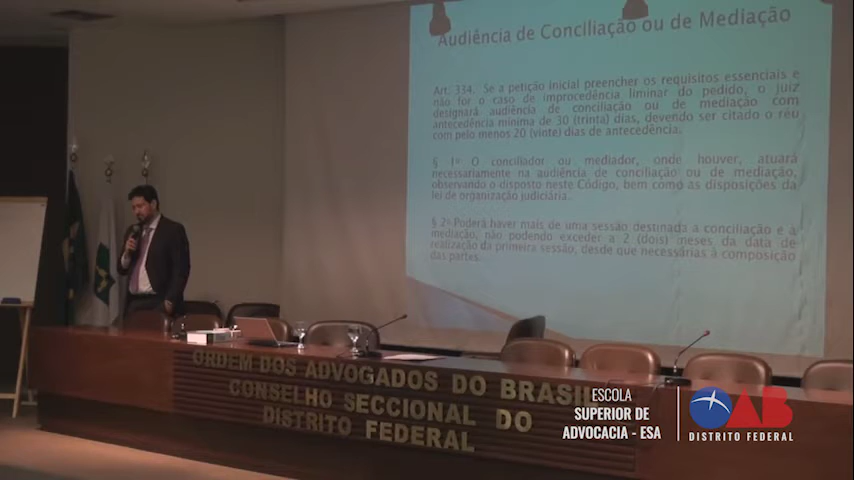 Audiência de Conciliação ou de Mediação
Art. 334. Se a petição inicial preencher os requisitos essenciais e
não for o caso de improcedência liminar do pedido, o juiz
designará audiência de conciliação ou de mediação com
antecedência mínima de 30 (trinta) dias, devendo ser citado o réu
com pelo menos 20 (vinte) dias de antecedência.
§ 1º O conciliador ou mediador, onde houver, atuará
necessariamente na audiência de conciliação ou de mediação,
observando o disposto neste Código, bem como as disposições da
lei de organização judiciária.
§ 2º Poderá haver mais de uma sessão destinada à conciliação e à
mediação, não podendo exceder a 2 (dois) meses da data de
realização da primeira sessão, desde que necessárias à composição
das partes.
ORDEM DOS ADVOGADOS DO BRASIL
CONSELHO SECCIONAL DO
DISTRITO FEDERAL
ESCOLA
SUPERIOR DE
ADVOCACIA - ESA
OAB
DISTRITO FEDERAL